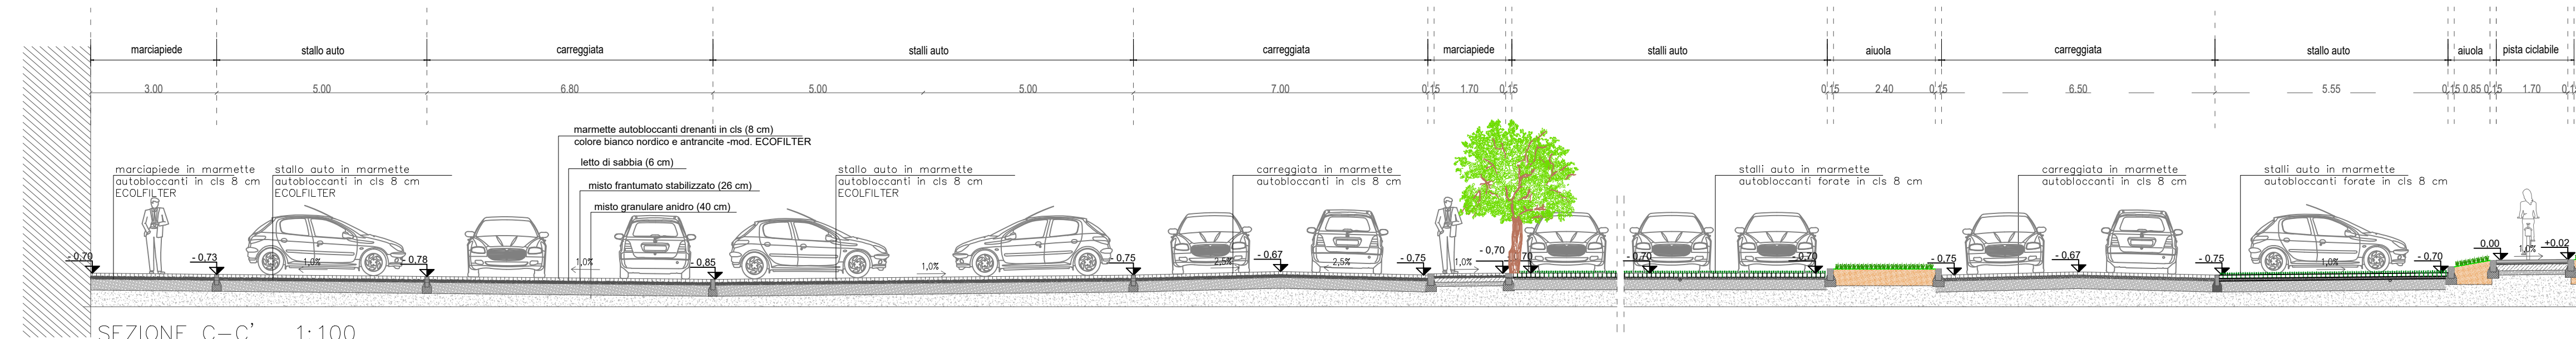 marciapiede stallo auto carreggiata stalli auto carreggiata marciapiede stalli auto aiuola carreggiata stallo auto aiuola pista ciclabile
3.00 5.00 6.80 5.00 5.00 7.00 0.15 1.70 0.15 0.15 2.40 0.15 6.50 5.55 0.15 0.85 0.15 1.70
marmette autobloccanti drenanti in cls (8 cm)
colore bianco nordico e antrancite -mod. ECOFILTER
letto di sabbia (6 cm)
misto frantumato stabilizzato (26 cm)
misto granulare anidro (40 cm)
marciapiede in marmette
autobloccanti in cls 8 cm
ECOLFILTER
stallo auto in marmette
autobloccanti in cls 8 cm
ECOLFILTER
stallo auto in marmette
autobloccanti in cls 8 cm
ECOLFILTER
carreggiata in marmette
autobloccanti in cls 8 cm
stalli auto in marmette
autobloccanti forate in cls 8 cm
carreggiata in marmette
autobloccanti in cls 8 cm
stalli auto in marmette
autobloccanti forate in cls 8 cm
- 0,70 - 0,73 1,0% - 0,78 1,0% - 0,85 1,0% - 0,75 2,5% - 0,67 2,5% - 0,75 1,0% - 0,70 - 0,70 - 0,70 - 0,70 - 0,75 - 0,67 - 0,75 1,0% - 0,70 0,00 1,0% +0,02
SEZIONE C-C' 1:100